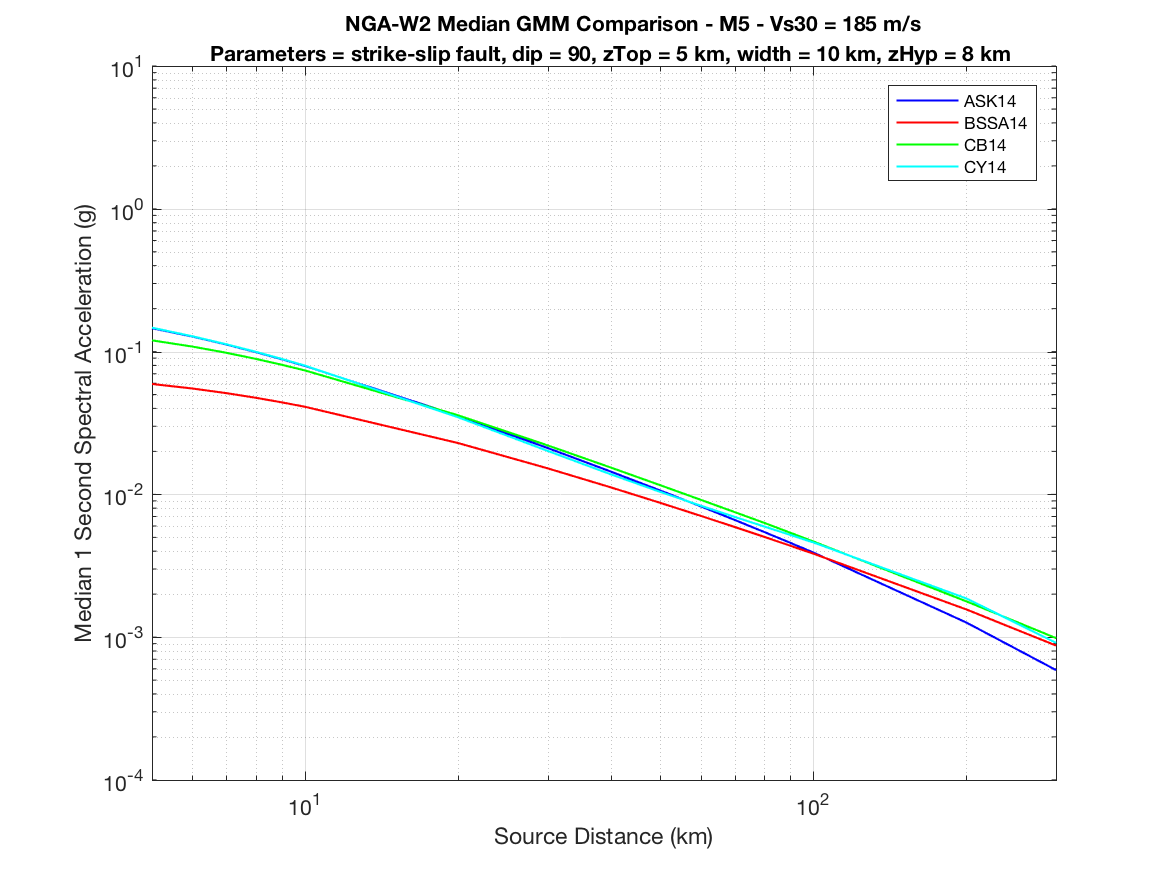 NGA-W2 Median GMM Comparison - M5 - Vs30 = 185 m/s
Parameters = strike-slip fault, dip = 90, zTop = 5 km, width = 10 km, zHyp = 8 km
ASK14
BSSA14
CB14
CY14
Median 1 Second Spectral Acceleration (g)
10^1
10^0
10^-1
10^-2
10^-3
10^-4
10^1
10^2
Source Distance (km)